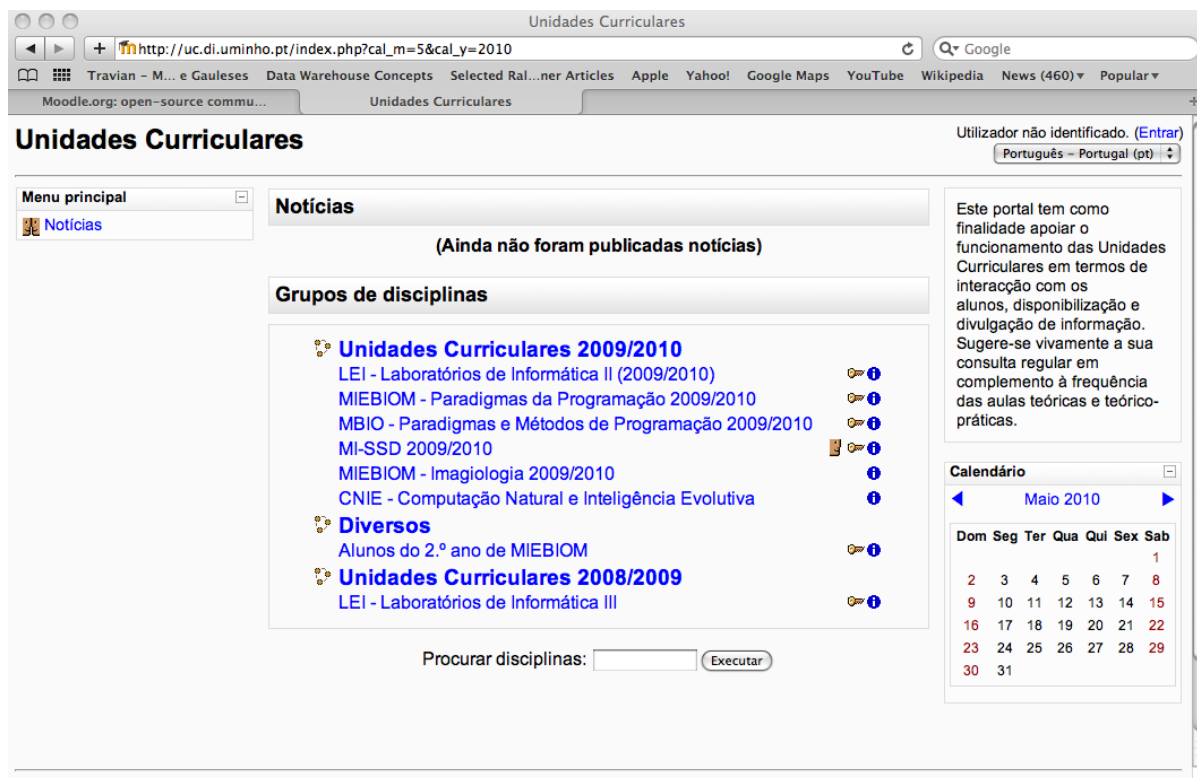 Unidades Curriculares
http://uc.di.uminho.pt/index.php?cal_m=5&cal_y=2010
Google
Travian – M... e Gauleses Data Warehouse Concepts Selected Ral...ner Articles Apple Yahoo! Google Maps YouTube Wikipedia News (460) Popular
Moodle.org: open-source commu... Unidades Curriculares
Unidades Curriculares
Utilizador não identificado. (Entrar)
Português – Portugal (pt)
Menu principal
Notícias
Notícias
(Ainda não foram publicadas notícias)
Grupos de disciplinas
Unidades Curriculares 2009/2010
LEI - Laboratórios de Informática II (2009/2010)
MIEBIOM - Paradigmas da Programação 2009/2010
MBIO - Paradigmas e Métodos de Programação 2009/2010
MI-SSD 2009/2010
MIEBIOM - Imagiologia 2009/2010
CNIE - Computação Natural e Inteligência Evolutiva
Diversos
Alunos do 2.º ano de MIEBIOM
Unidades Curriculares 2008/2009
LEI - Laboratórios de Informática III
Procurar disciplinas: Executar
Este portal tem como
finalidade apoiar o
funcionamento das Unidades
Curriculares em termos de
interacção com os
alunos, disponibilização e
divulgação de informação.
Sugere-se vivamente a sua
consulta regular em
complemento à frequência
das aulas teóricas e teórico-
práticas.
Calendário
Maio 2010
Dom Seg Ter Qua Qui Sex Sab
1
2 3 4 5 6 7 8
9 10 11 12 13 14 15
16 17 18 19 20 21 22
23 24 25 26 27 28 29
30 31